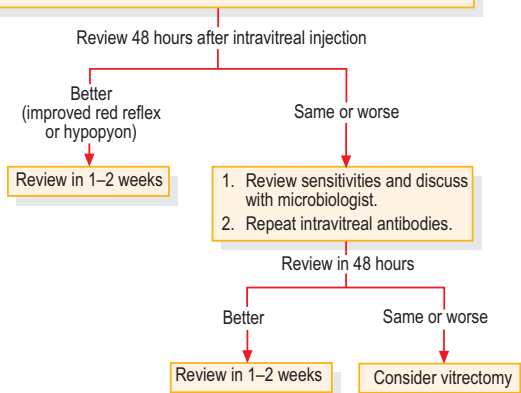 Review 48 hours after intravitreal injection
Better
(improved red reflex
or hypopyon)
Same or worse
Review in 1–2 weeks
1. Review sensitivities and discuss
with microbiologist.
2. Repeat intravitreal antibodies.
Review in 48 hours
Better
Same or worse
Review in 1–2 weeks
Consider vitrectomy